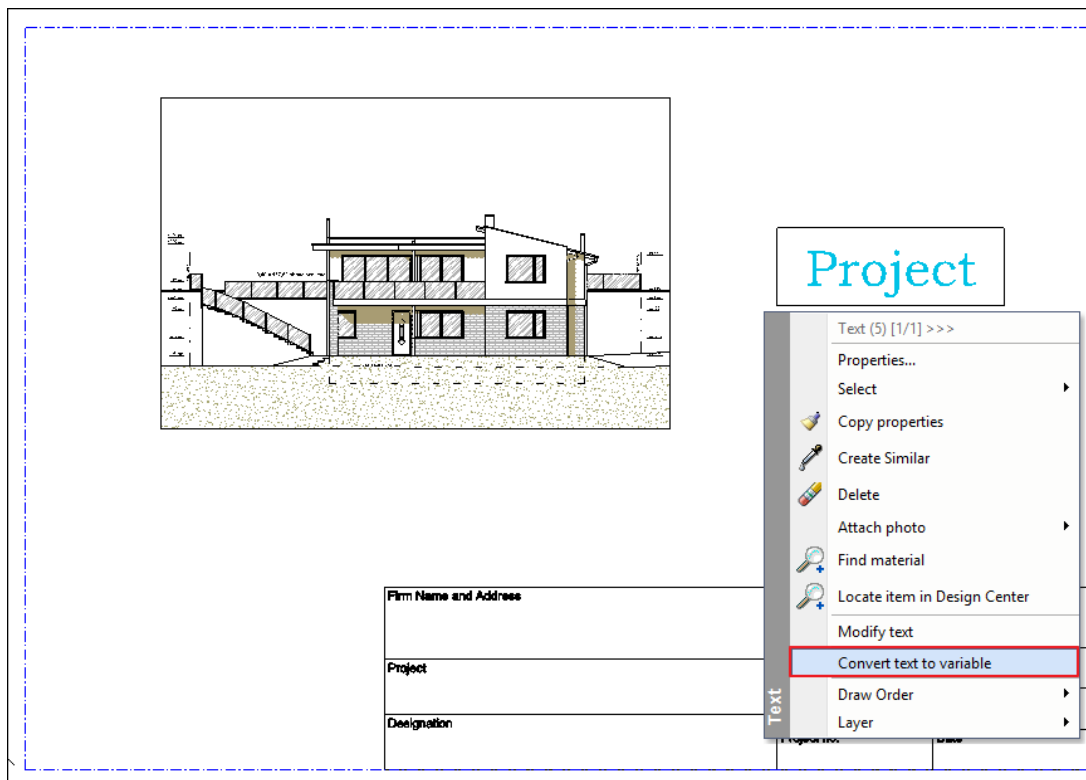 Project
Text (5) [1/1] >>>
Properties...
Select
Copy properties
Create Similar
Delete
Attach photo
Find material
Locate item in Design Center
Modify text
Convert text to variable
Draw Order
Layer
Text
Firm Name and Address
Project
Designation
Project no.
Date